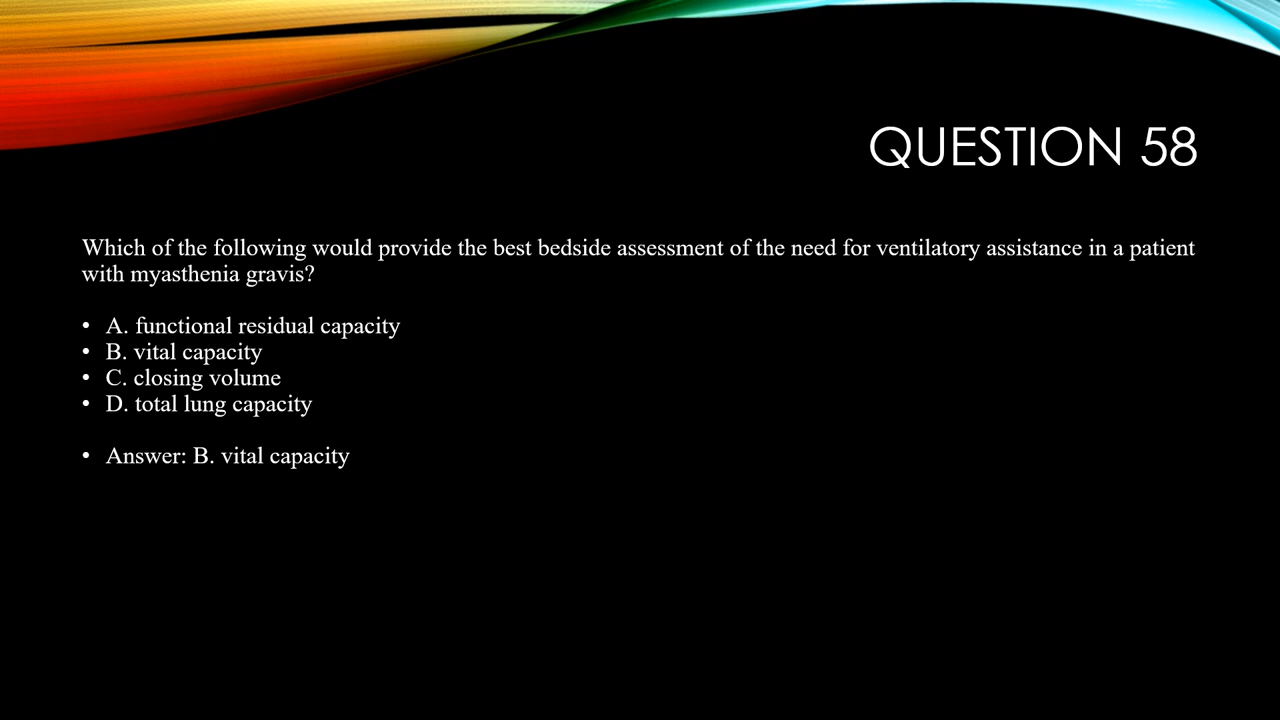 QUESTION 58
Which of the following would provide the best bedside assessment of the need for ventilatory assistance in a patient
with myasthenia gravis?
• A. functional residual capacity
• B. vital capacity
• C. closing volume
• D. total lung capacity
• Answer: B. vital capacity